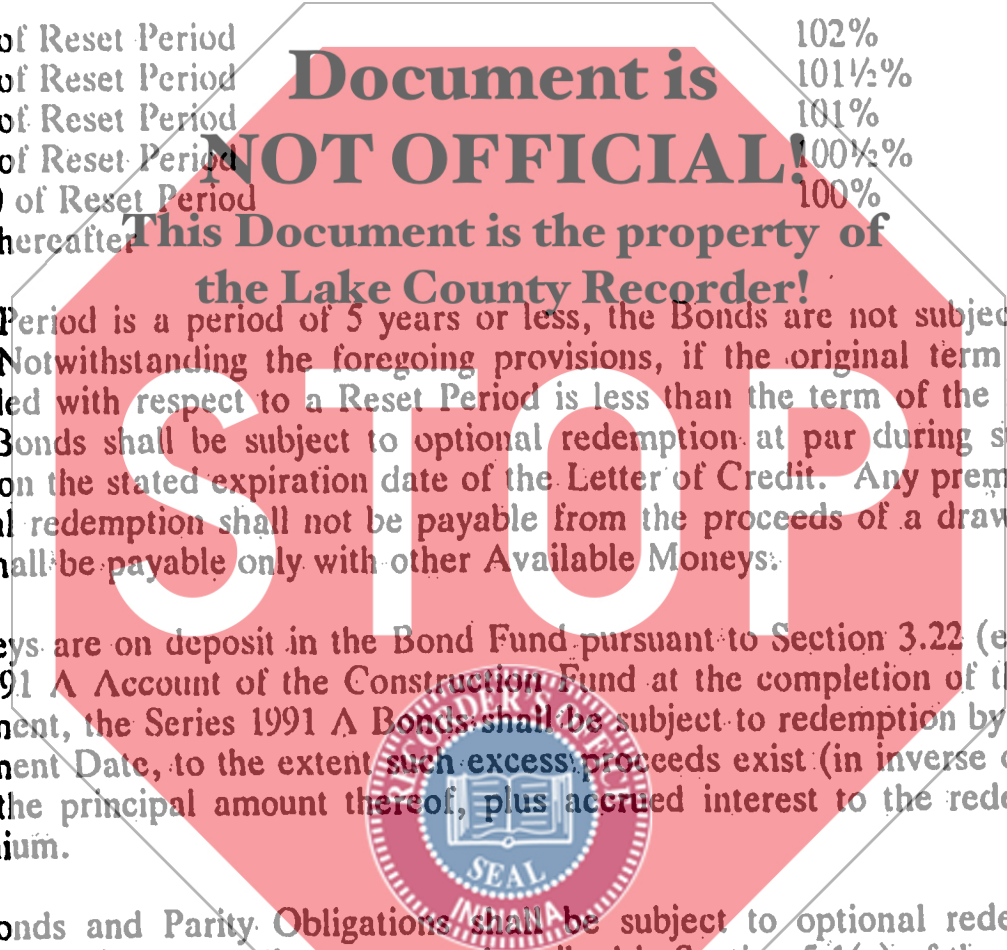 of Reset Period 102%
of Reset Period 101½%
of Reset Period 101%
of Reset Period 100½%
) of Reset Period 100%
hereafter
Document is
NOT OFFICIAL!
This Document is the property of
the Lake County Recorder!
Period is a period of 5 years or less, the Bonds are not subjec
Notwithstanding the foregoing provisions, if the original term
led with respect to a Reset Period is less than the term of the
Bonds shall be subject to optional redemption at par during s
on the stated expiration date of the Letter of Credit. Any prem
al redemption shall not be payable from the proceeds of a draw
hall be payable only with other Available Moneys.
STOP
eys are on deposit in the Bond Fund pursuant to Section 3.22 (e
91 A Account of the Construction Fund at the completion of th
nent, the Series 1991 A Bonds shall be subject to redemption by
nent Date, to the extent such excess proceeds exist (in inverse o
the principal amount thereof, plus accrued interest to the rede
ium.
RECORDER'S OFFICE
SEAL
INDIANA
onds and Parity Obligations shall be subject to optional rede